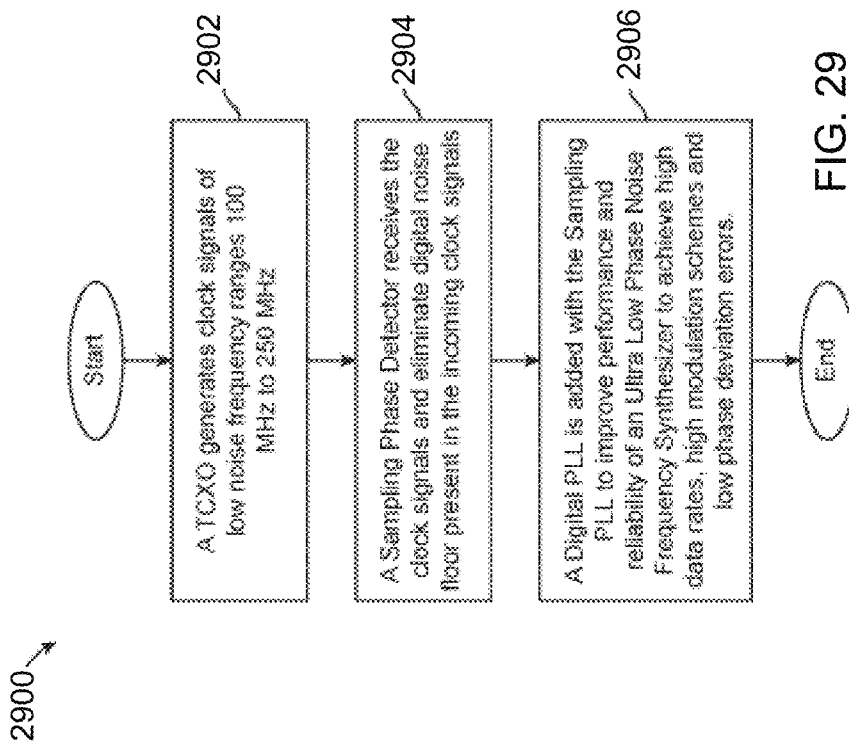 2900
Start
A TCXO generates clock signals of
low noise frequency ranges 100
MHz to 250 MHz
2902
A Sampling Phase Detector receives the
clock signals and eliminate digital noise
floor present in the incoming clock signals
2904
A Digital PLL is added with the Sampling
PLL to improve performance and
reliability of an Ultra Low Phase Noise
Frequency Synthesizer to achieve high
data rates, high modulation schemes and
low phase deviation errors.
2906
End
FIG. 29